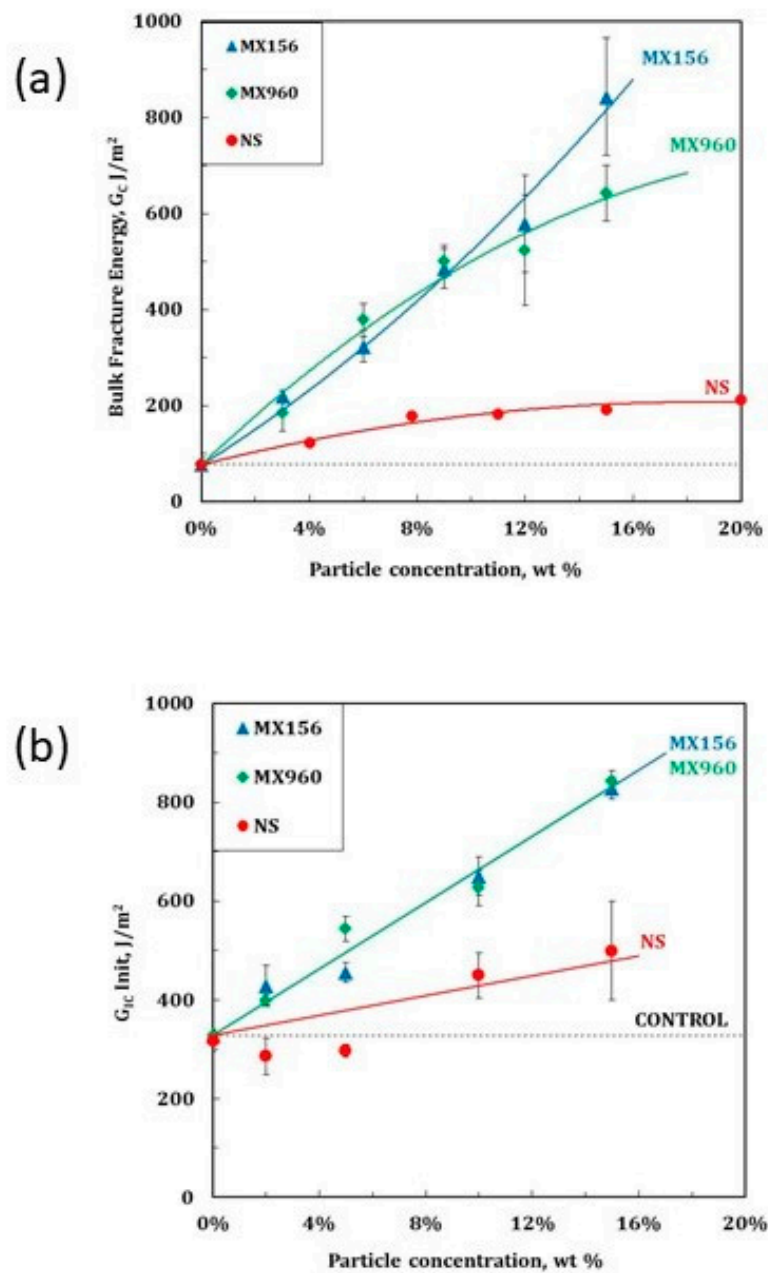 (a)
1000
800
600
400
200
0
Bulk Fracture Energy, G_C J/m²
MX156
MX960
NS
MX156
MX960
NS
0% 4% 8% 12% 16% 20%
Particle concentration, wt %
(b)
1000
800
600
400
200
0
G_IC Init, J/m²
MX156
MX960
NS
MX156
MX960
NS
CONTROL
0% 4% 8% 12% 16% 20%
Particle concentration, wt %